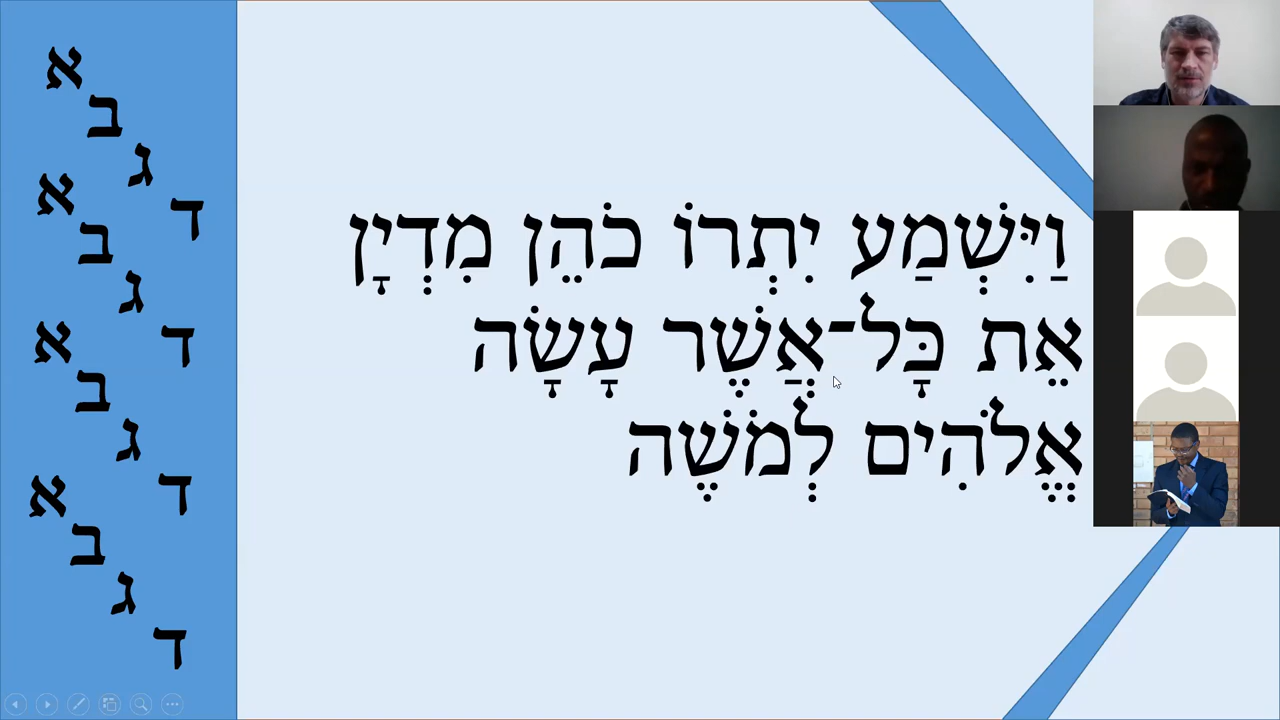 וַיִּשְׁמַע יִתְרוֹ כֹהֵן מִדְיָן
אֵת כָּל־אֲשֶׁר עָשָׂה
אֱלֹהִים לְמֹשֶׁה
א
ב
ג
ד
א
ב
ג
ד
א
ב
ג
ד
א
ב
ג
ד